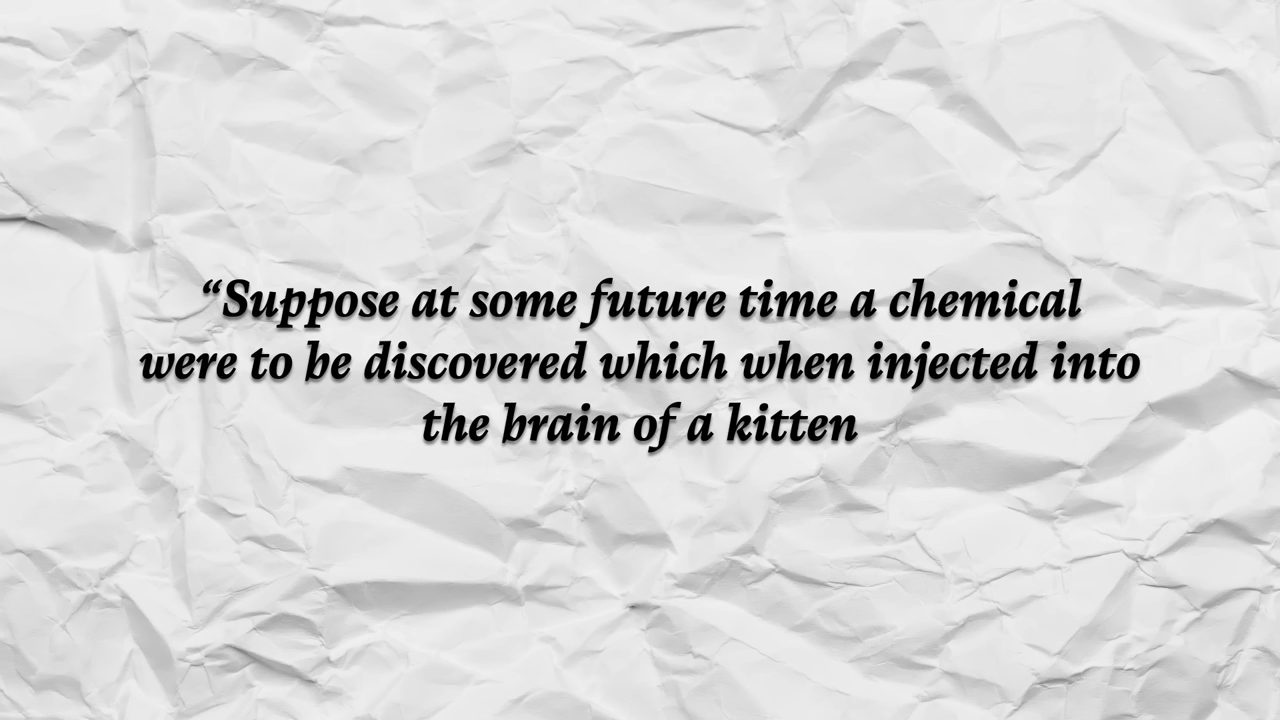 “Suppose at some future time a chemical
were to be discovered which when injected into
the brain of a kitten